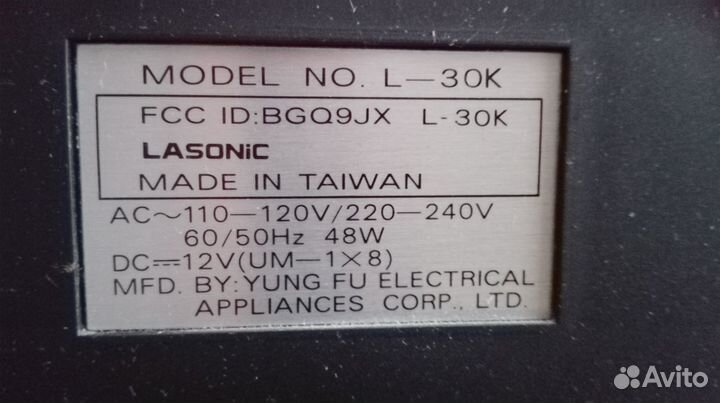 MODEL NO. L—30K
FCC ID:BGQ9JX L-30K
LASONiC
MADE IN TAIWAN
AC～110—120V/220—240V
60/50Hz 48W
DC⎓12V(UM—1×8)
MFD. BY:YUNG FU ELECTRICAL
APPLIANCES CORP., LTD.
Avito